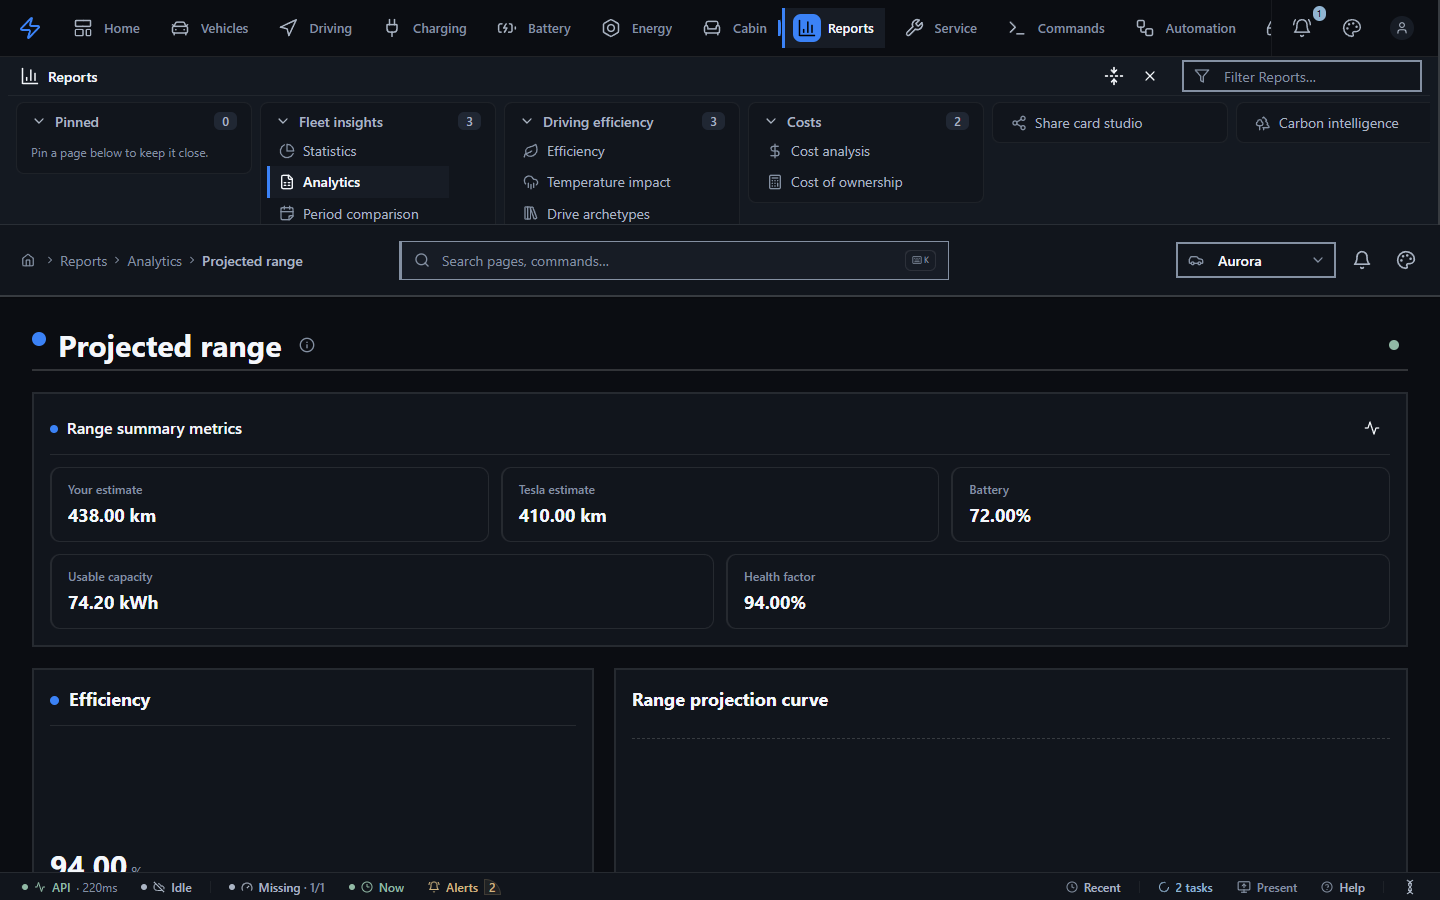 Home Vehicles Driving Charging Battery Energy Cabin Reports Service Commands Automation 1
Reports Filter Reports...
Pinned 0
Pin a page below to keep it close.
Fleet insights 3
Statistics
Analytics
Period comparison
Driving efficiency 3
Efficiency
Temperature impact
Drive archetypes
Costs 2
Cost analysis
Cost of ownership
Share card studio
Carbon intelligence
Reports Analytics Projected range
Search pages, commands... K
Aurora
Projected range
Range summary metrics
Your estimate
438.00 km
Tesla estimate
410.00 km
Battery
72.00%
Usable capacity
74.20 kWh
Health factor
94.00%
Efficiency
94.00 %
Range projection curve
API · 220ms Idle Missing · 1/1 Now Alerts 2 Recent 2 tasks Present Help